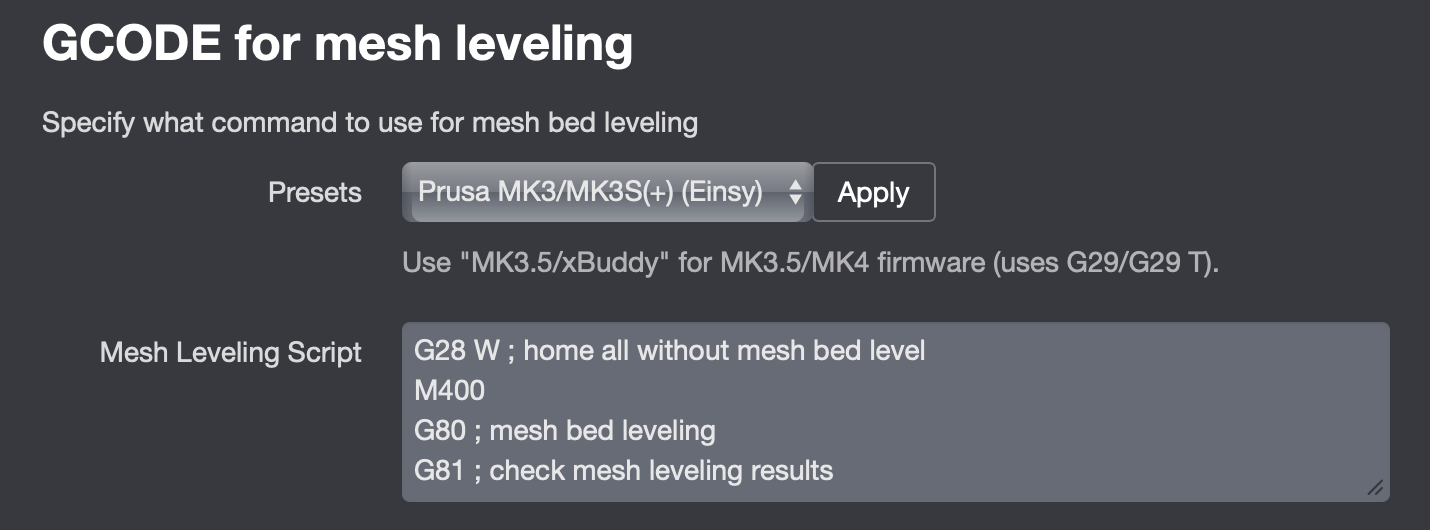 GCODE for mesh leveling
Specify what command to use for mesh bed leveling
Presets
Prusa MK3/MK3S(+) (Einsy)
Apply
Use "MK3.5/xBuddy" for MK3.5/MK4 firmware (uses G29/G29 T).
Mesh Leveling Script
G28 W ; home all without mesh bed level
M400
G80 ; mesh bed leveling
G81 ; check mesh leveling results